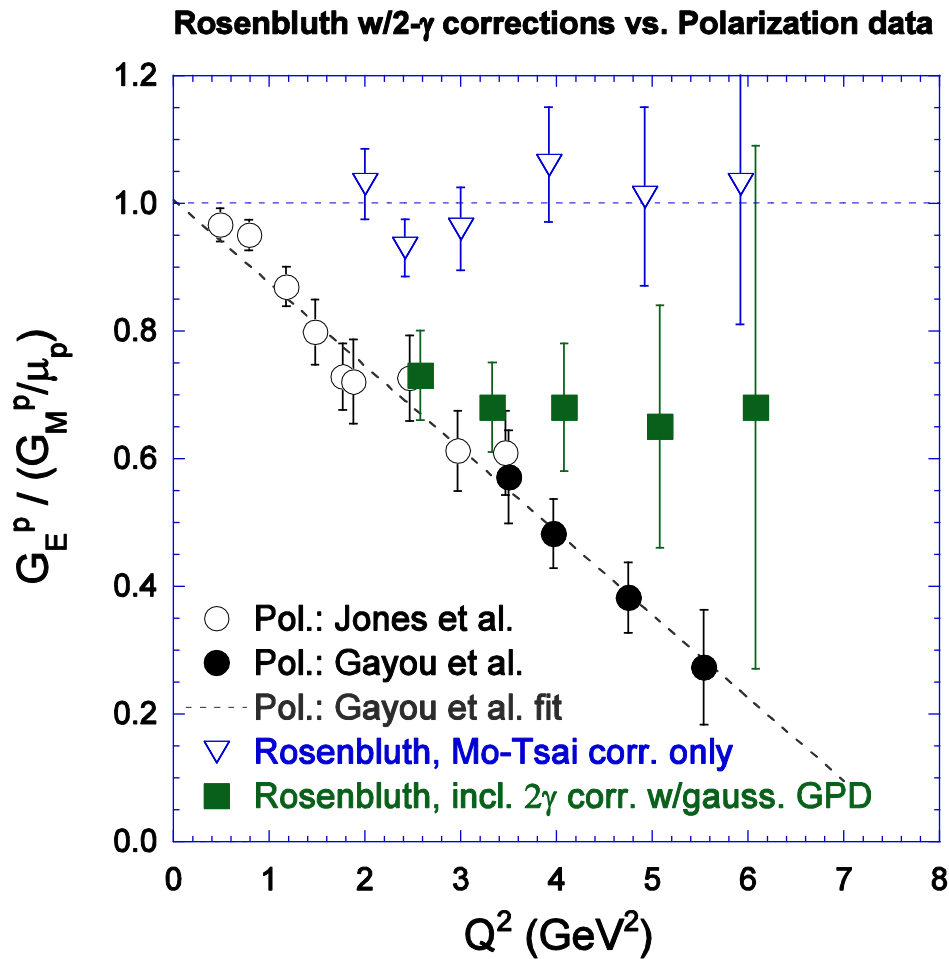 Rosenbluth w/2-γ corrections vs. Polarization data
1.2
1.0
0.8
0.6
0.4
0.2
0.0
G_E^p / (G_M^p/μ_p)
Pol.: Jones et al.
Pol.: Gayou et al.
Pol.: Gayou et al. fit
Rosenbluth, Mo-Tsai corr. only
Rosenbluth, incl. 2γ corr. w/gauss. GPD
0 1 2 3 4 5 6 7 8
Q² (GeV²)